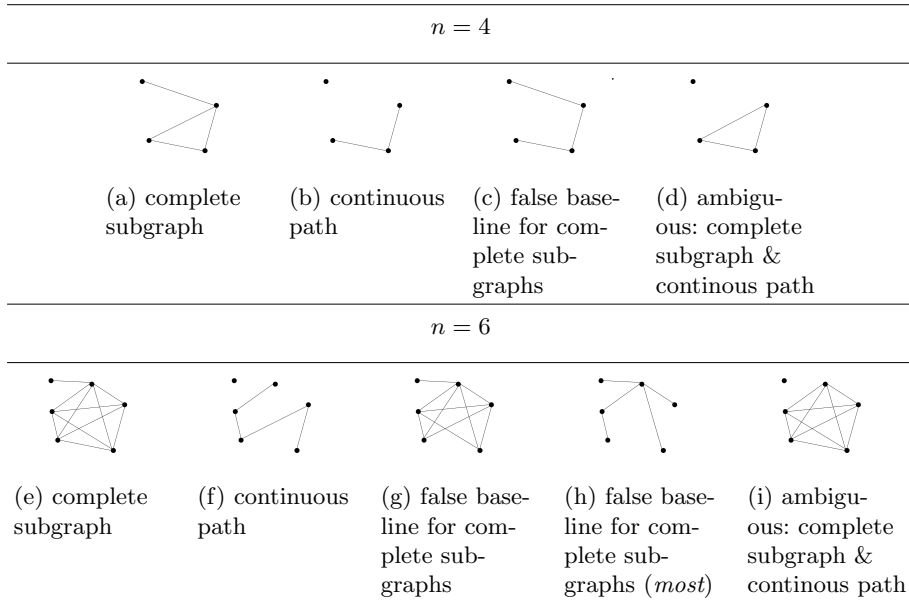 n = 4
(a) complete
subgraph
(b) continuous
path
(c) false base-
line for com-
plete sub-
graphs
(d) ambigu-
ous: complete
subgraph &
continous path
n = 6
(e) complete
subgraph
(f) continuous
path
(g) false base-
line for com-
plete sub-
graphs
(h) false base-
line for com-
plete sub-
graphs (most)
(i) ambigu-
ous: complete
subgraph &
continous path